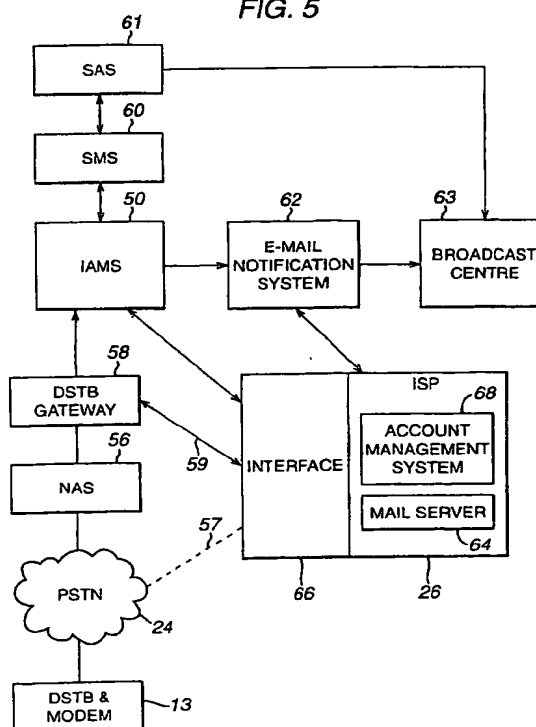 FIG. 5
61
SAS
60
SMS
50
IAMS
62
E-MAIL
NOTIFICATION
SYSTEM
63
BROADCAST
CENTRE
58
DSTB
GATEWAY
59
56
NAS
57
INTERFACE
66
ISP
68
ACCOUNT
MANAGEMENT
SYSTEM
MAIL SERVER
64
26
PSTN
24
DSTB &
MODEM
13